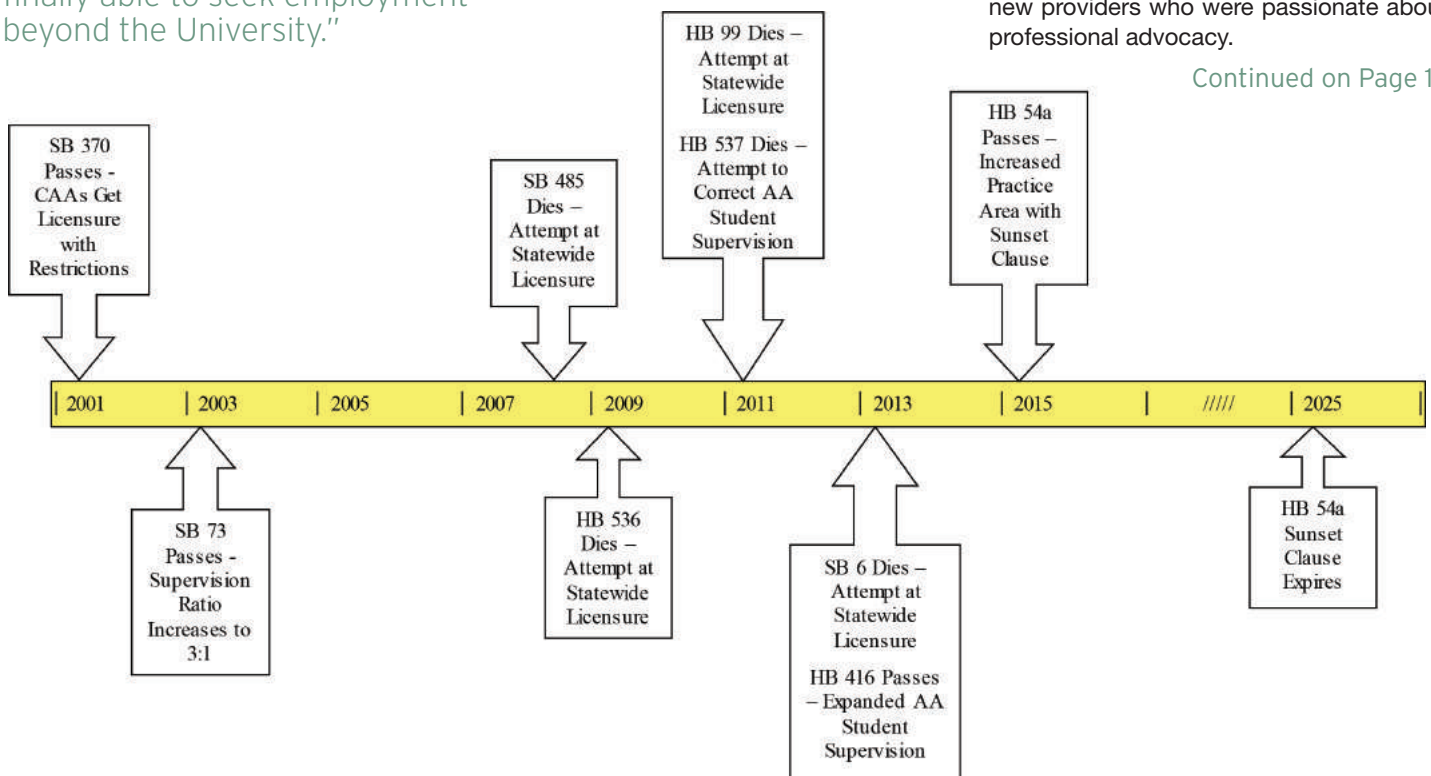 finally able to seek employment
beyond the University.”
new providers who were passionate abou
professional advocacy.
Continued on Page 1
SB 370
Passes -
CAAs Get
Licensure
with
Restrictions
SB 485
Dies –
Attempt at
Statewide
Licensure
HB 99 Dies –
Attempt at
Statewide
Licensure
HB 537 Dies –
Attempt to
Correct AA
Student
Supervision
HB 54a
Passes –
Increased
Practice
Area with
Sunset
Clause
| 2001 | 2003 | 2005 | 2007 | 2009 | 2011 | 2013 | 2015 | ///// | 2025 |
SB 73
Passes -
Supervision
Ratio
Increases to
3:1
HB 536
Dies –
Attempt at
Statewide
Licensure
SB 6 Dies –
Attempt at
Statewide
Licensure
HB 416 Passes
– Expanded AA
Student
Supervision
HB 54a
Sunset
Clause
Expires